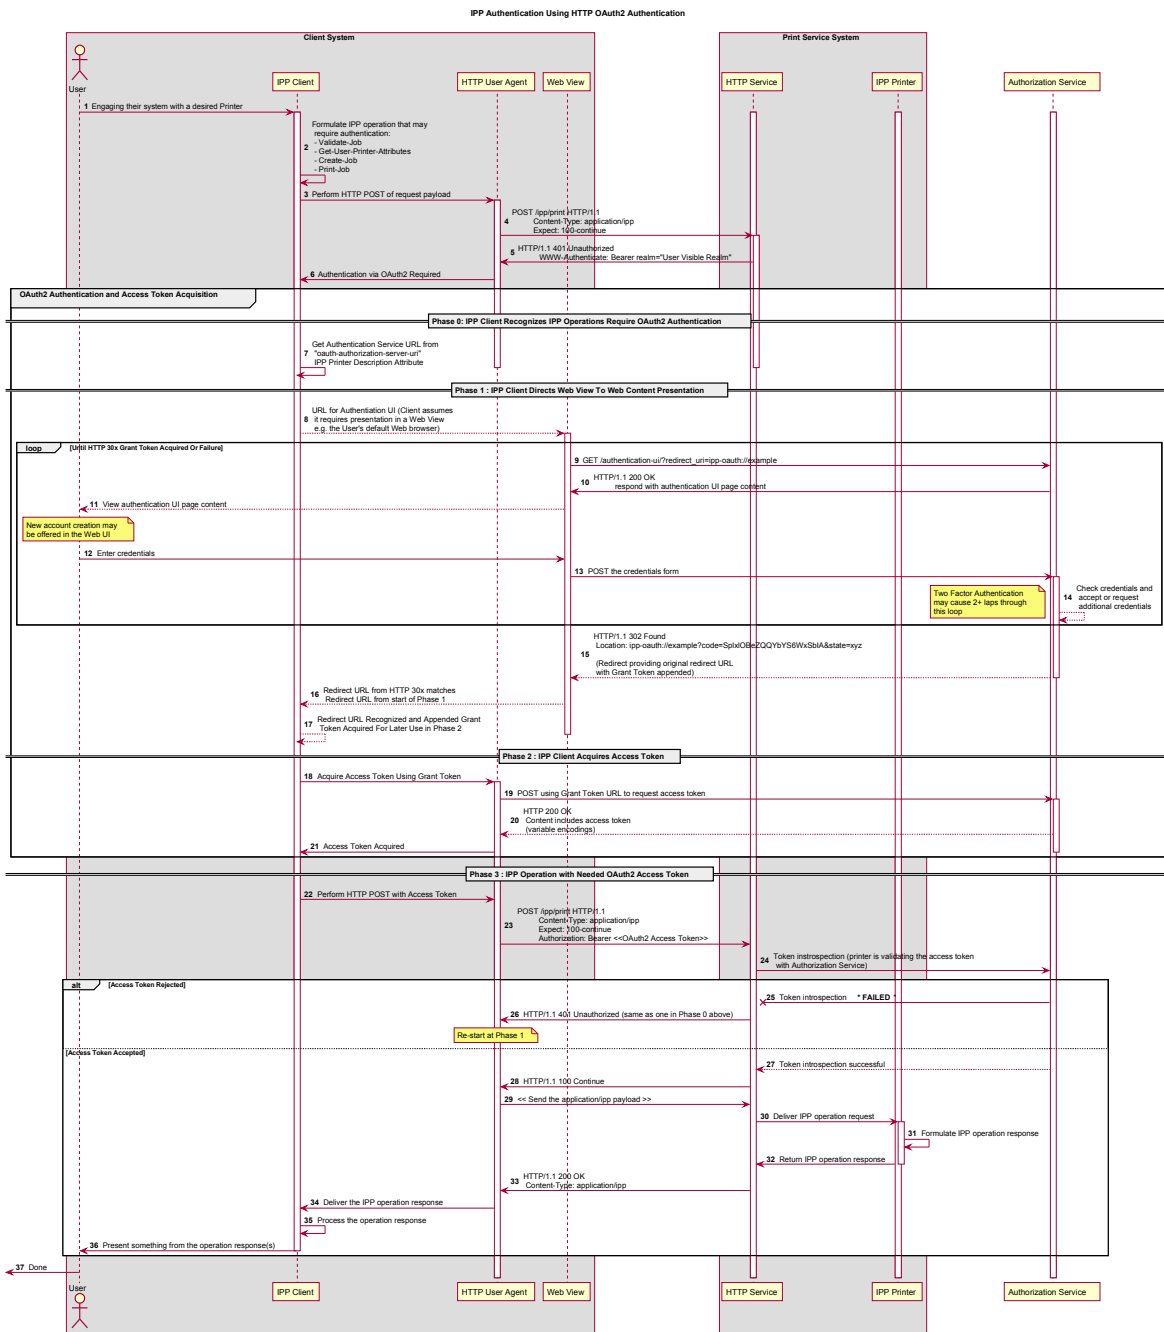 IPP Authentication Using HTTP OAuth2 Authentication
Client System
Print Service System
User
IPP Client
HTTP User Agent
Web View
HTTP Service
IPP Printer
Authorization Service
1 Engaging their system with a desired Printer
2 Formulate IPP operation that may
require authentication:
- Validate-Job
- Get-User-Printer-Attributes
- Create-Job
- Print-Job
3 Perform HTTP POST of request payload
4 POST /ipp/print HTTP/1.1
Content-Type: application/ipp
Expect: 100-continue
5 HTTP/1.1 401 Unauthorized
WWW-Authenticate: Bearer realm="User Visible Realm"
6 Authentication via OAuth2 Required
OAuth2 Authentication and Access Token Acquisition
Phase 0: IPP Client Recognizes IPP Operations Require OAuth2 Authentication
7 Get Authentication Service URL from
"oauth-authorization-server-uri"
IPP Printer Description Attribute
Phase 1 : IPP Client Directs Web View To Web Content Presentation
8 URL for Authentiation UI (Client assumes
it requires presentation in a Web View
e.g. the User's default Web browser)
loop [Until HTTP 30x Grant Token Acquired Or Failure]
9 GET /authentication-ui/?redirect_uri=ipp-oauth://example
10 HTTP/1.1 200 OK
respond with authentication UI page content
11 View authentication UI page content
New account creation may
be offered in the Web UI
12 Enter credentials
13 POST the credentials form
Two Factor Authentication
may cause 2+ laps through
this loop
14 Check credentials and
accept or request
additional credentials
15 HTTP/1.1 302 Found
Location: ipp-oauth://example?code=SplxlOBeZQQYbYS6WxSbIA&state=xyz
(Redirect providing original redirect URL
with Grant Token appended)
16 Redirect URL from HTTP 30x matches
Redirect URL from start of Phase 1
17 Redirect URL Recognized and Appended Grant
Token Acquired For Later Use in Phase 2
Phase 2 : IPP Client Acquires Access Token
18 Acquire Access Token Using Grant Token
19 POST using Grant Token URL to request access token
20 HTTP 200 OK
Content includes access token
(variable encodings)
21 Access Token Acquired
Phase 3 : IPP Operation with Needed OAuth2 Access Token
22 Perform HTTP POST with Access Token
23 POST /ipp/print HTTP/1.1
Content-Type: application/ipp
Expect: 100-continue
Authorization: Bearer <<OAuth2 Access Token>>
24 Token instrospection (printer is validating the access token
with Authorization Service)
alt [Access Token Rejected]
25 Token introspection * FAILED *
26 HTTP/1.1 401 Unauthorized (same as one in Phase 0 above)
Re-start at Phase 1
[Access Token Accepted]
27 Token introspection successful
28 HTTP/1.1 100 Continue
29 << Send the application/ipp payload >>
30 Deliver IPP operation request
31 Formulate IPP operation response
32 Return IPP operation response
33 HTTP/1.1 200 OK
Content-Type: application/ipp
34 Deliver the IPP operation response
35 Process the operation response
36 Present something from the operation response(s)
37 Done
User
IPP Client
HTTP User Agent
Web View
HTTP Service
IPP Printer
Authorization Service